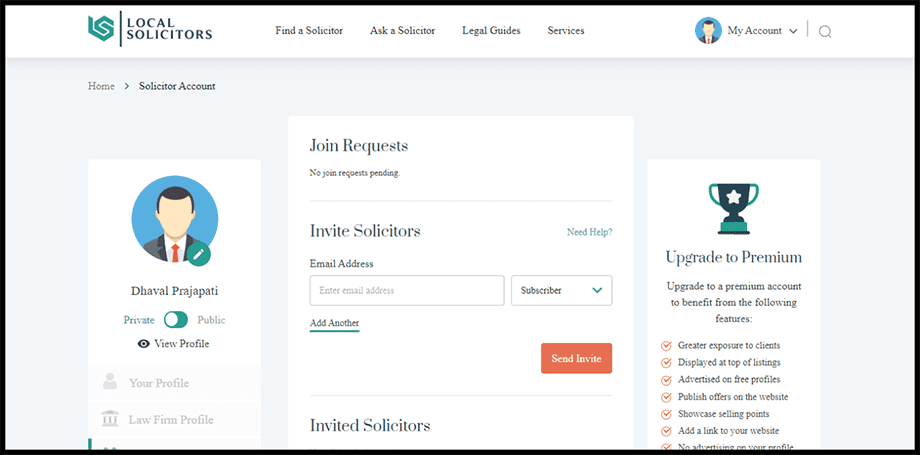 LOCAL
SOLICITORS
Find a Solicitor
Ask a Solicitor
Legal Guides
Services
My Account
Home > Solicitor Account
Dhaval Prajapati
Private
Public
View Profile
Your Profile
Law Firm Profile
Join Requests
No join requests pending.
Invite Solicitors
Need Help?
Email Address
Enter email address
Subscriber
Add Another
Send Invite
Invited Solicitors
Upgrade to Premium
Upgrade to a premium account
to benefit from the following
features:
Greater exposure to clients
Displayed at top of listings
Advertised on free profiles
Publish offers on the website
Showcase selling points
Add a link to your website
No advertising on your profile